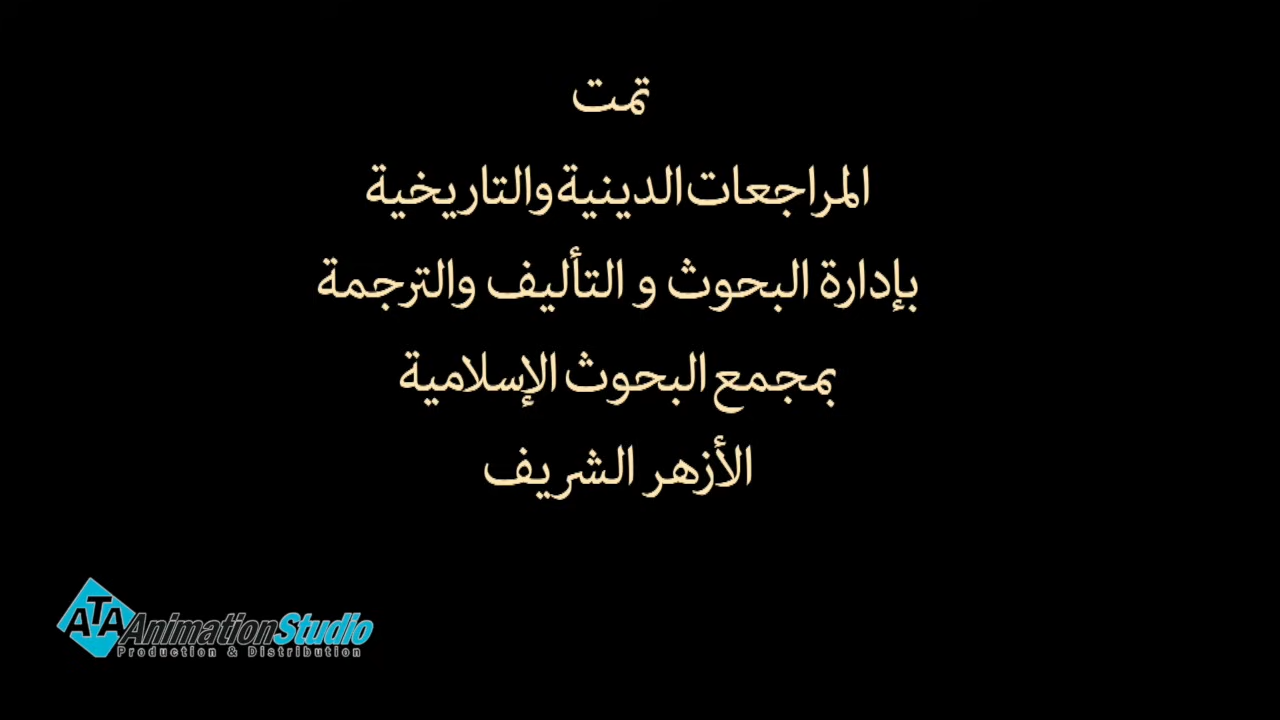 تمت
المراجعات الدينية والتاريخية
بإدارة البحوث و التأليف والترجمة
بمجمع البحوث الإسلامية
الأزهر الشريف
ATA AnimationStudio
Production & Distribution